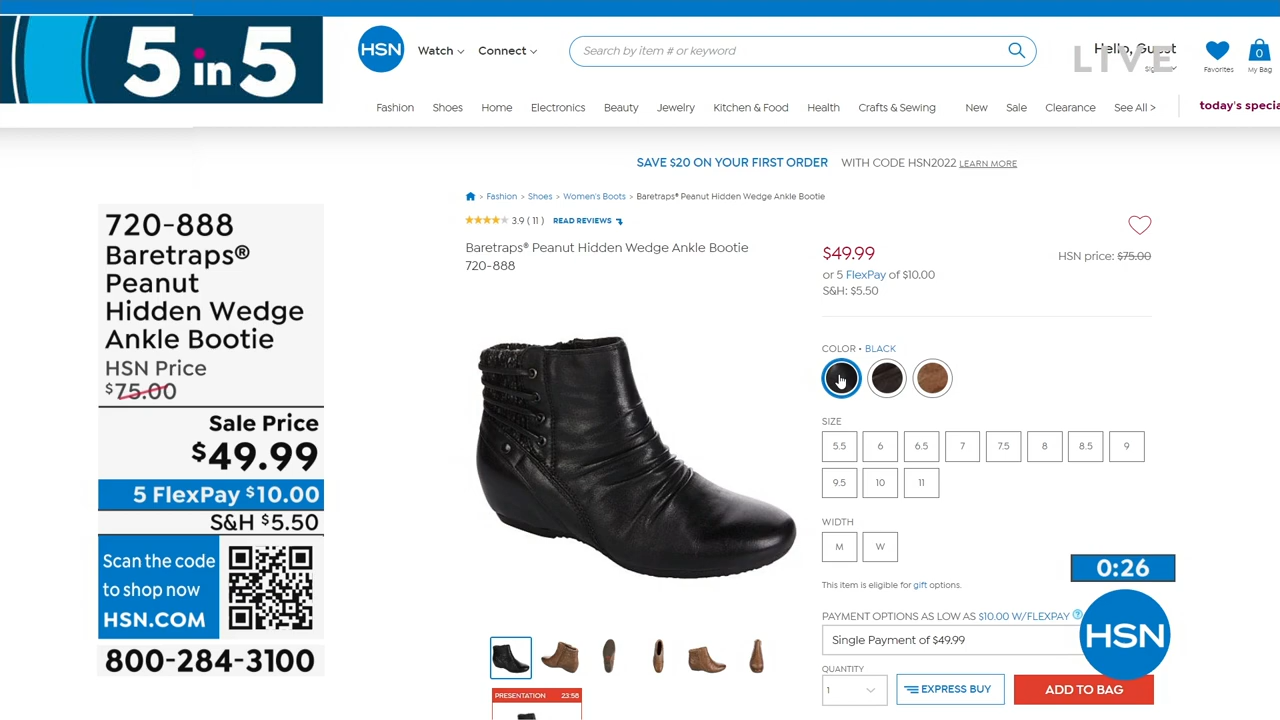 5 in 5
HSN
Watch
Connect
Search by item # or keyword
Hello, Guest
LIVE
0
Favorites
My Bag
Fashion
Shoes
Home
Electronics
Beauty
Jewelry
Kitchen & Food
Health
Crafts & Sewing
New
Sale
Clearance
See All >
today's specia
SAVE $20 ON YOUR FIRST ORDER WITH CODE HSN2022 LEARN MORE
720-888
Baretraps®
Peanut
Hidden Wedge
Ankle Bootie
HSN Price
$75.00
Sale Price
$49.99
5 FlexPay $10.00
S&H $5.50
Scan the code
to shop now
HSN.COM
800-284-3100
> Fashion > Shoes > Women's Boots > Baretraps® Peanut Hidden Wedge Ankle Bootie
3.9 ( 11 ) READ REVIEWS
Baretraps® Peanut Hidden Wedge Ankle Bootie
720-888
$49.99
HSN price: $75.00
or 5 FlexPay of $10.00
S&H: $5.50
COLOR • BLACK
SIZE
5.5 6 6.5 7 7.5 8 8.5 9
9.5 10 11
WIDTH
M W
This item is eligible for gift options.
0:26
PAYMENT OPTIONS AS LOW AS $10.00 W/FLEXPAY ?
Single Payment of $49.99
HSN
QUANTITY
1
EXPRESS BUY
ADD TO BAG
PRESENTATION 23:58